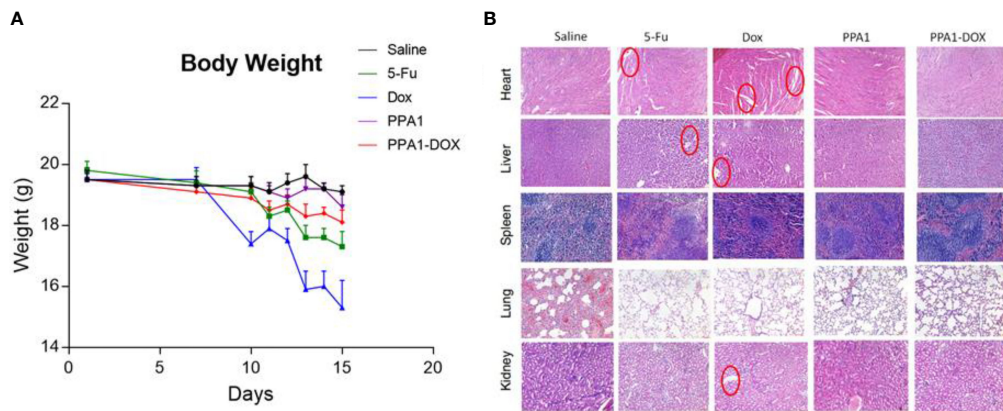 A
Body Weight
Saline
5-Fu
Dox
PPA1
PPA1-DOX
Weight (g)
22
20
18
16
14
0
5
10
15
20
Days
B
Saline
5-Fu
Dox
PPA1
PPA1-DOX
Heart
Liver
Spleen
Lung
Kidney